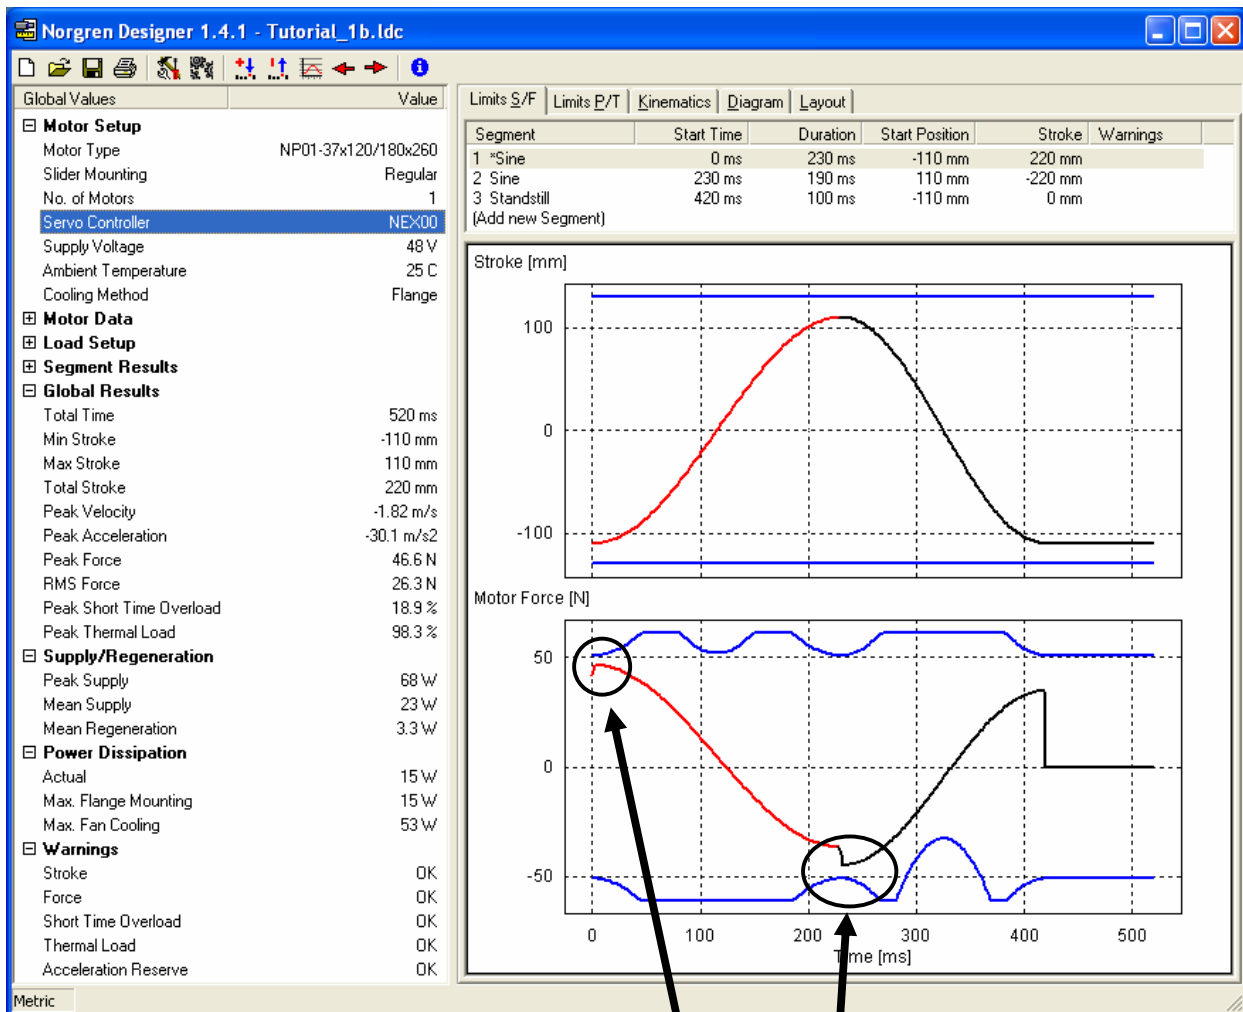 Norgren Designer 1.4.1 - Tutorial_1b.ldc
Global Values Value
Motor Setup
Motor Type NP01-37x120/180x260
Slider Mounting Regular
No. of Motors 1
Servo Controller NEX00
Supply Voltage 48 V
Ambient Temperature 25 C
Cooling Method Flange
Motor Data
Load Setup
Segment Results
Global Results
Total Time 520 ms
Min Stroke -110 mm
Max Stroke 110 mm
Total Stroke 220 mm
Peak Velocity -1.82 m/s
Peak Acceleration -30.1 m/s2
Peak Force 46.6 N
RMS Force 26.3 N
Peak Short Time Overload 18.9 %
Peak Thermal Load 98.3 %
Supply/Regeneration
Peak Supply 68 W
Mean Supply 23 W
Mean Regeneration 3.3 W
Power Dissipation
Actual 15 W
Max. Flange Mounting 15 W
Max. Fan Cooling 53 W
Warnings
Stroke OK
Force OK
Short Time Overload OK
Thermal Load OK
Acceleration Reserve OK
Metric
Limits S/F Limits P/T Kinematics Diagram Layout
Segment Start Time Duration Start Position Stroke Warnings
1 *Sine 0 ms 230 ms -110 mm 220 mm
2 Sine 230 ms 190 ms 110 mm -220 mm
3 Standstill 420 ms 100 ms -110 mm 0 mm
(Add new Segment)
Stroke [mm]
100
0
-100
Motor Force [N]
50
0
-50
0 100 200 300 400 500
Time [ms]